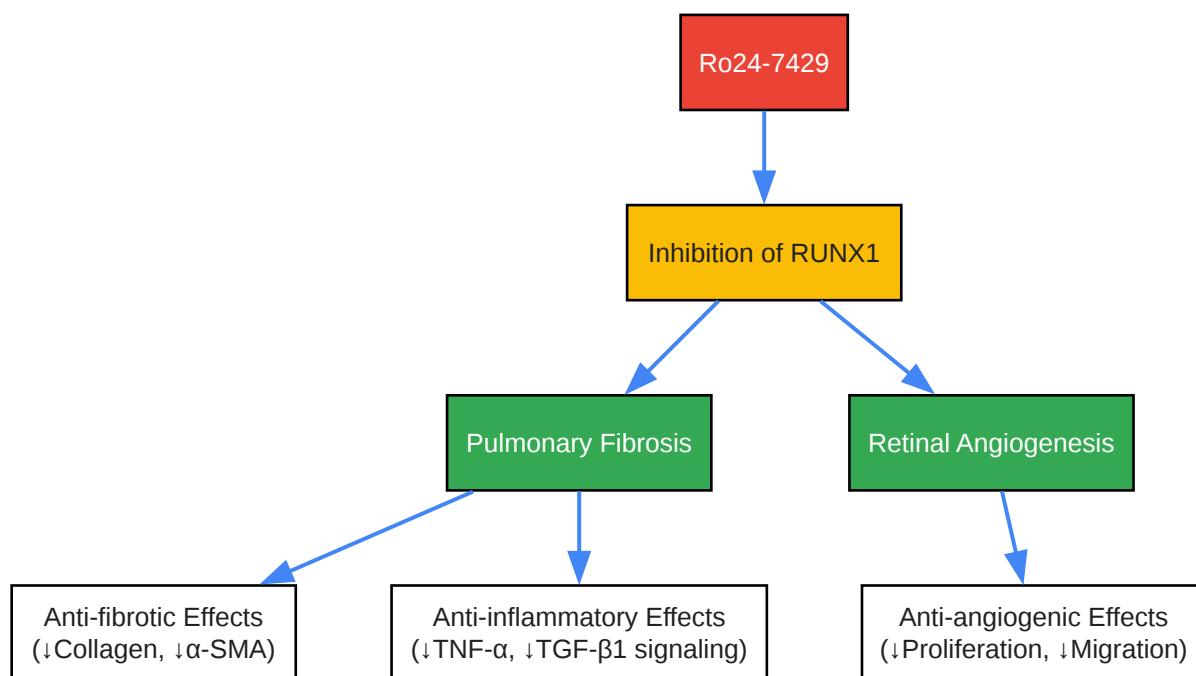 Ro24-7429
Inhibition of RUNX1
Pulmonary Fibrosis
Retinal Angiogenesis
Anti-fibrotic Effects
(↓Collagen, ↓α-SMA)
Anti-inflammatory Effects
(↓TNF-α, ↓TGF-β1 signaling)
Anti-angiogenic Effects
(↓Proliferation, ↓Migration)